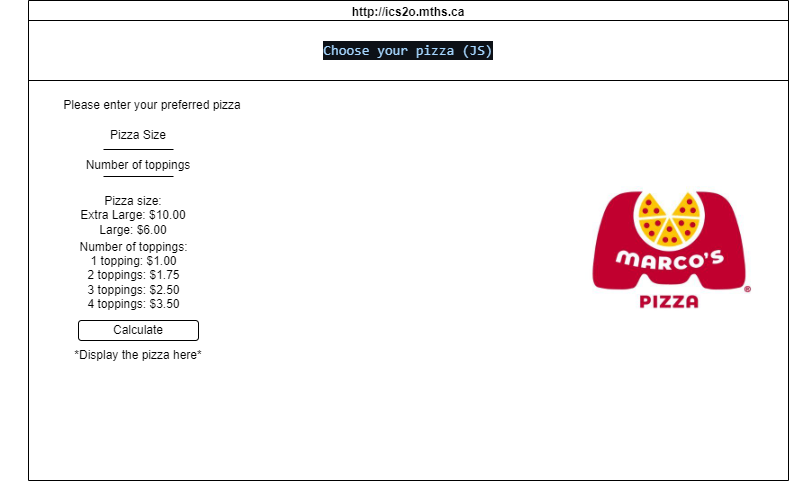 http://ics2o.mths.ca
Choose your pizza (JS)
Please enter your preferred pizza
Pizza Size
Number of toppings
Pizza size:
Extra Large: $10.00
Large: $6.00
Number of toppings:
1 topping: $1.00
2 toppings: $1.75
3 toppings: $2.50
4 toppings: $3.50
Calculate
*Display the pizza here*
MARCO'S
PIZZA
®